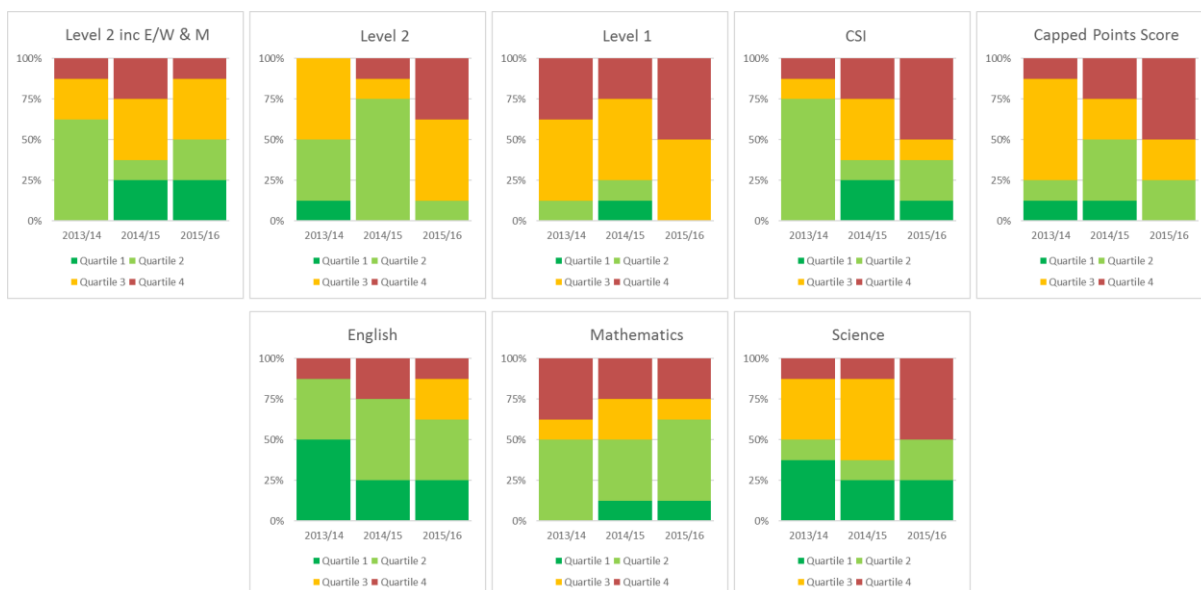 Level 2 inc E/W & M
100%
75%
50%
25%
0%
2013/14 2014/15 2015/16
Quartile 1 Quartile 2
Quartile 3 Quartile 4
Level 2
100%
75%
50%
25%
0%
2013/14 2014/15 2015/16
Quartile 1 Quartile 2
Quartile 3 Quartile 4
Level 1
100%
75%
50%
25%
0%
2013/14 2014/15 2015/16
Quartile 1 Quartile 2
Quartile 3 Quartile 4
CSI
100%
75%
50%
25%
0%
2013/14 2014/15 2015/16
Quartile 1 Quartile 2
Quartile 3 Quartile 4
Capped Points Score
100%
75%
50%
25%
0%
2013/14 2014/15 2015/16
Quartile 1 Quartile 2
Quartile 3 Quartile 4
English
100%
75%
50%
25%
0%
2013/14 2014/15 2015/16
Quartile 1 Quartile 2
Quartile 3 Quartile 4
Mathematics
100%
75%
50%
25%
0%
2013/14 2014/15 2015/16
Quartile 1 Quartile 2
Quartile 3 Quartile 4
Science
100%
75%
50%
25%
0%
2013/14 2014/15 2015/16
Quartile 1 Quartile 2
Quartile 3 Quartile 4